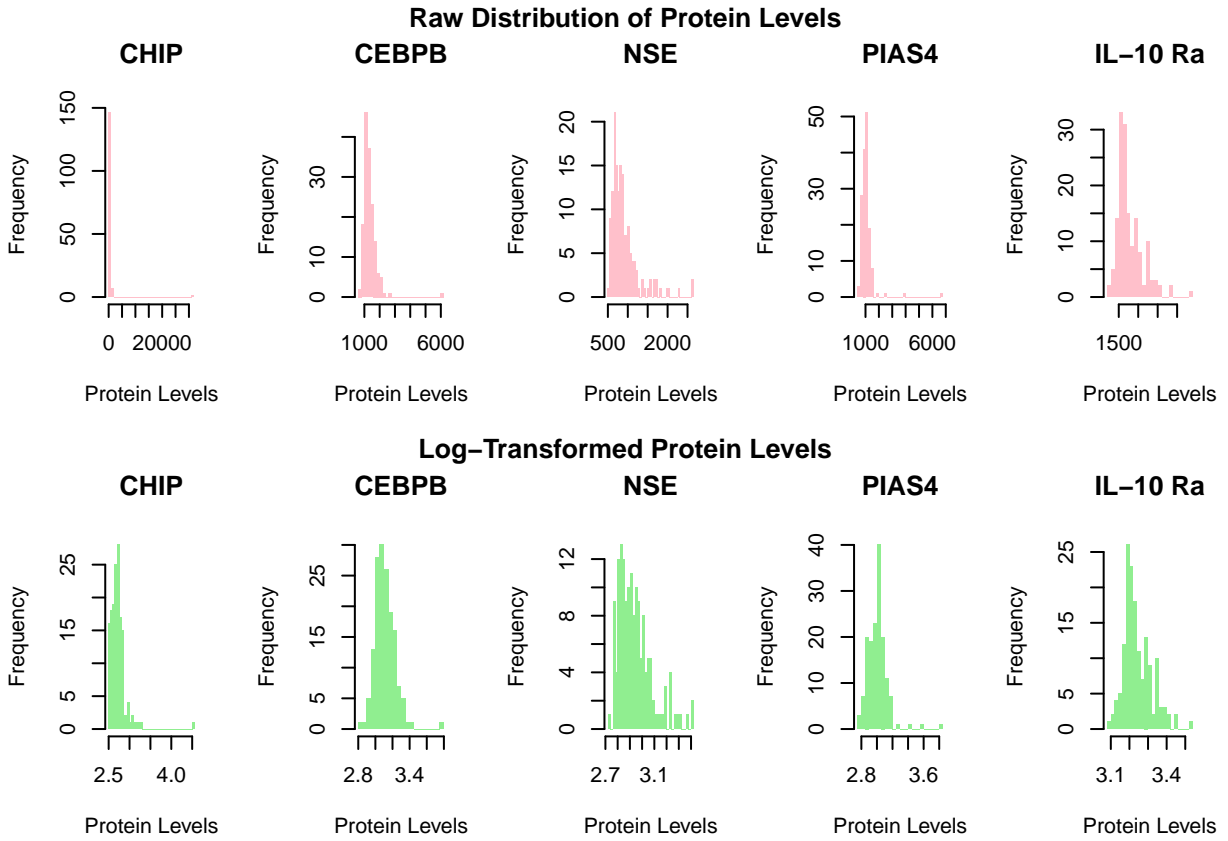 Raw Distribution of Protein Levels
CHIP CEBPB NSE PIAS4 IL−10 Ra
Frequency Frequency Frequency Frequency Frequency
0 50 100 150
10 30
0 5 10 15 20
0 10 30 50
0 10 20 30
0 20000 1000 6000 500 2000 1000 6000 1500
Protein Levels Protein Levels Protein Levels Protein Levels Protein Levels
Log−Transformed Protein Levels
CHIP CEBPB NSE PIAS4 IL−10 Ra
Frequency Frequency Frequency Frequency Frequency
0 5 15 25
0 5 15 25
0 4 8 12
0 10 20 30 40
0 5 15 25
2.5 4.0 2.8 3.4 2.7 3.1 2.8 3.6 3.1 3.4
Protein Levels Protein Levels Protein Levels Protein Levels Protein Levels